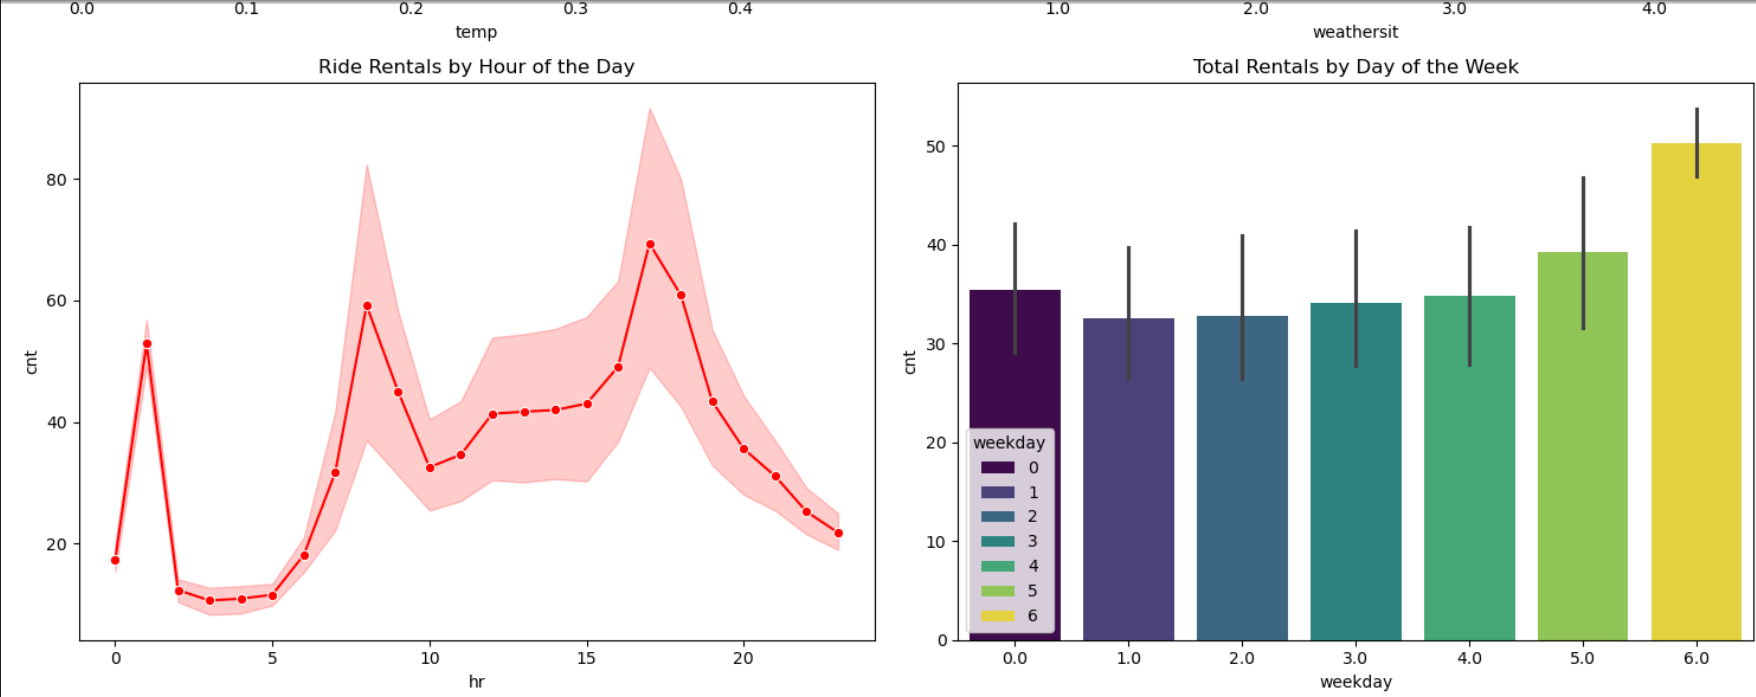 0.0 0.1 0.2 0.3 0.4
temp
1.0 2.0 3.0 4.0
weathersit
Ride Rentals by Hour of the Day
cnt
80
60
40
20
0 5 10 15 20
hr
Total Rentals by Day of the Week
cnt
50
40
30
20
10
0
weekday
0
1
2
3
4
5
6
0.0 1.0 2.0 3.0 4.0 5.0 6.0
weekday